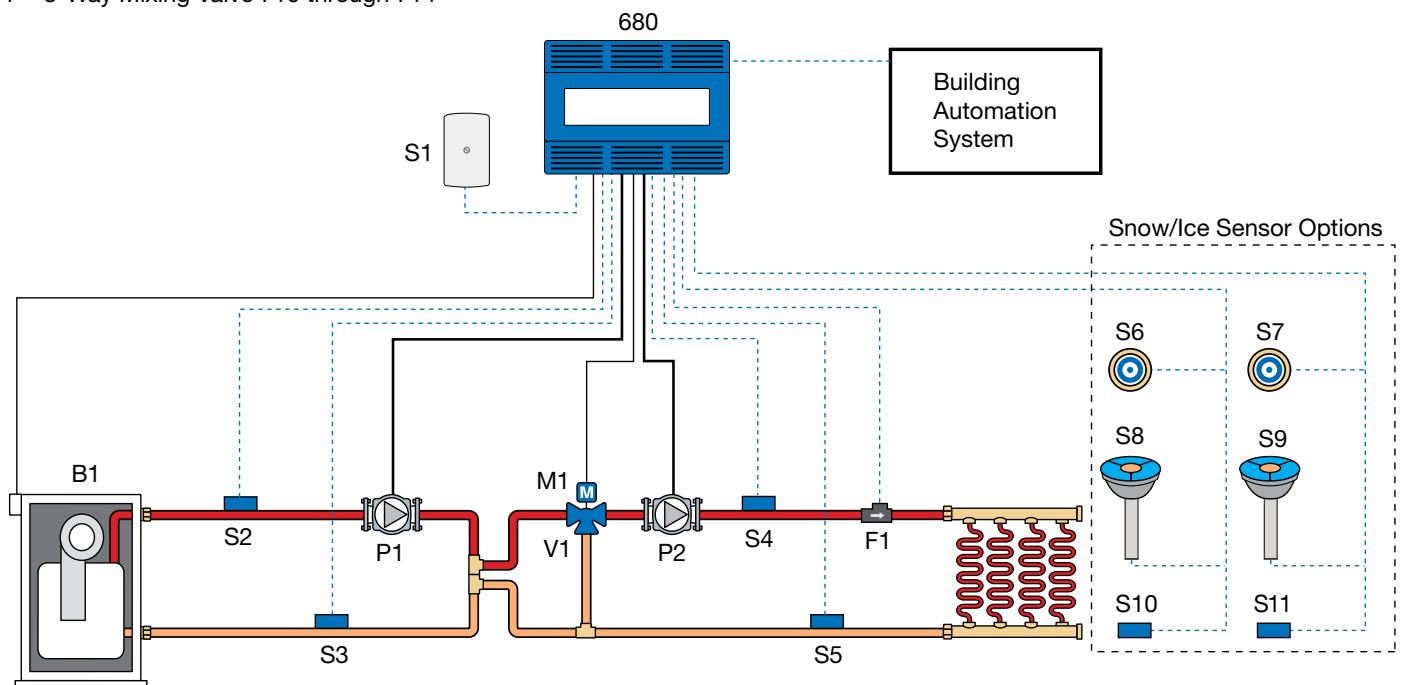 680
Building
Automation
System
S1
Snow/Ice Sensor Options
S6
S7
S8
S9
B1
M1
M
S2
P1
V1
P2
S4
F1
S10
S11
S3
S5